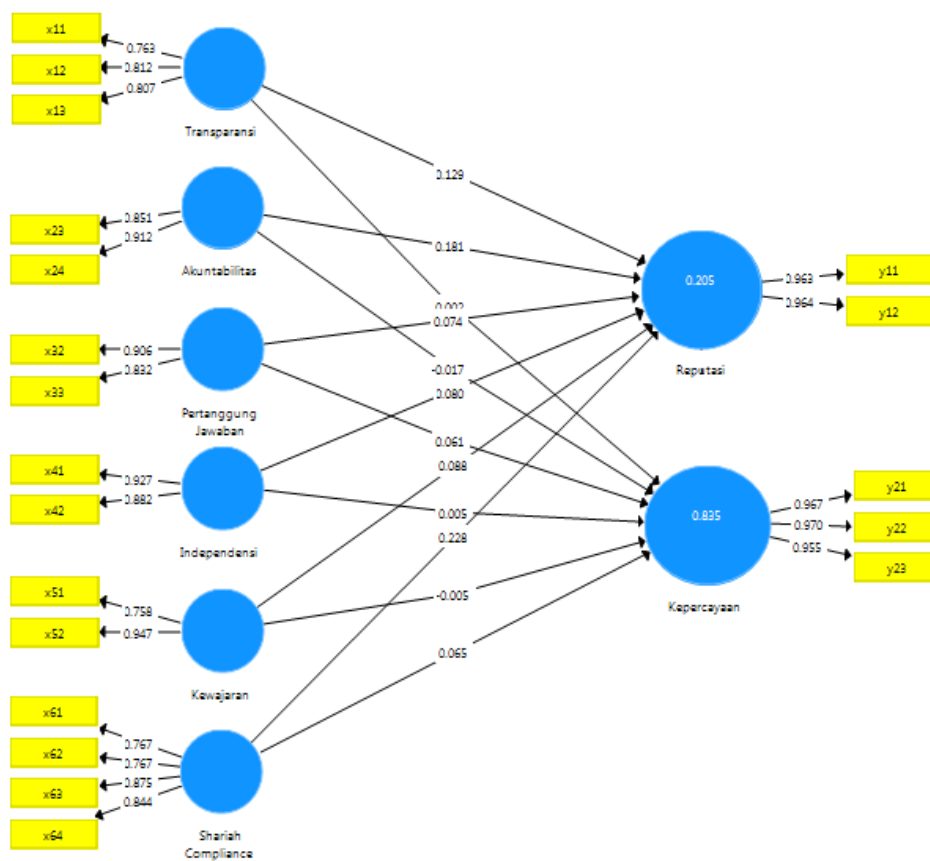 x11
0.763
x12
0.812
x13
0.807
Transparansi
x23
0.851
x24
0.912
Akuntabilitas
x32
0.906
x33
0.832
Pertanggung
Jawaban
x41
0.927
x42
0.882
Independensi
x51
0.758
x52
0.947
Kewajaran
x61
0.767
x62
0.767
x63
0.875
x64
0.844
Shariah
Compliance
0.129
0.181
0.074
-0.017
0.080
0.061
0.088
0.005
0.228
-0.005
0.065
0.205
Reputasi
0.963
y11
0.964
y12
0.835
Kepercayaan
0.967
y21
0.970
y22
0.955
y23